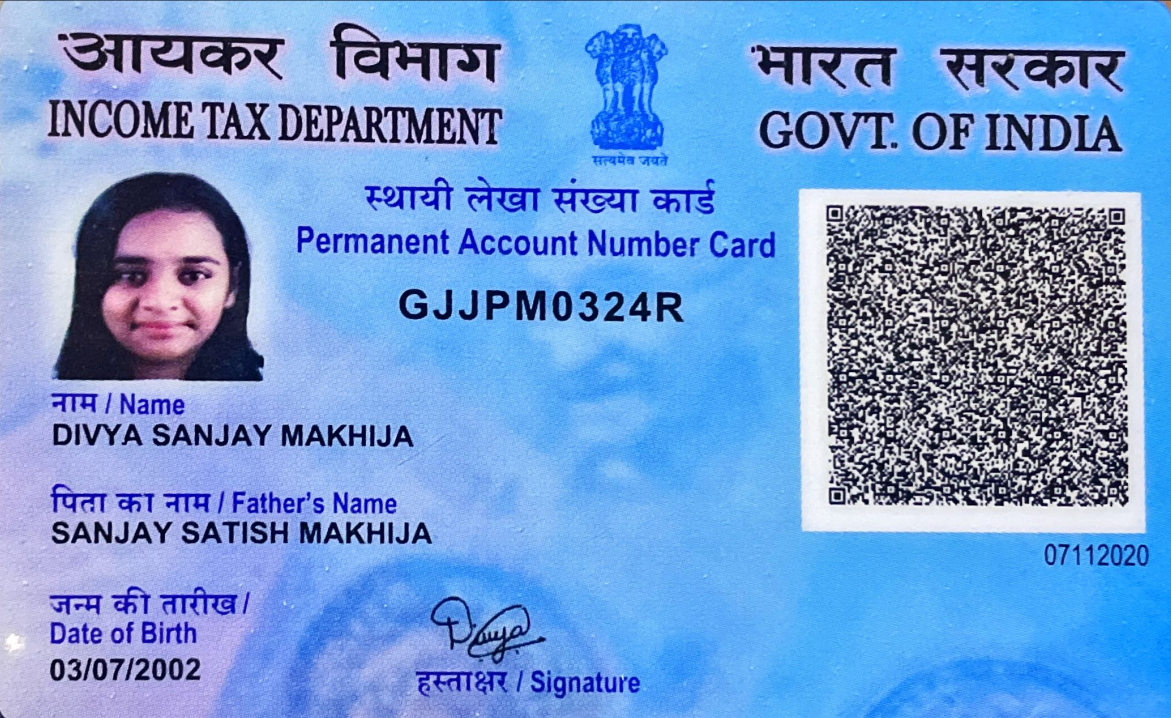 आयकर विभाग
INCOME TAX DEPARTMENT
सत्यमेव जयते
भारत सरकार
GOVT. OF INDIA
स्थायी लेखा संख्या कार्ड
Permanent Account Number Card
GJJPM0324R
नाम / Name
DIVYA SANJAY MAKHIJA
पिता का नाम / Father's Name
SANJAY SATISH MAKHIJA
07112020
जन्म की तारीख /
Date of Birth
03/07/2002
Divya
हस्ताक्षर / Signature